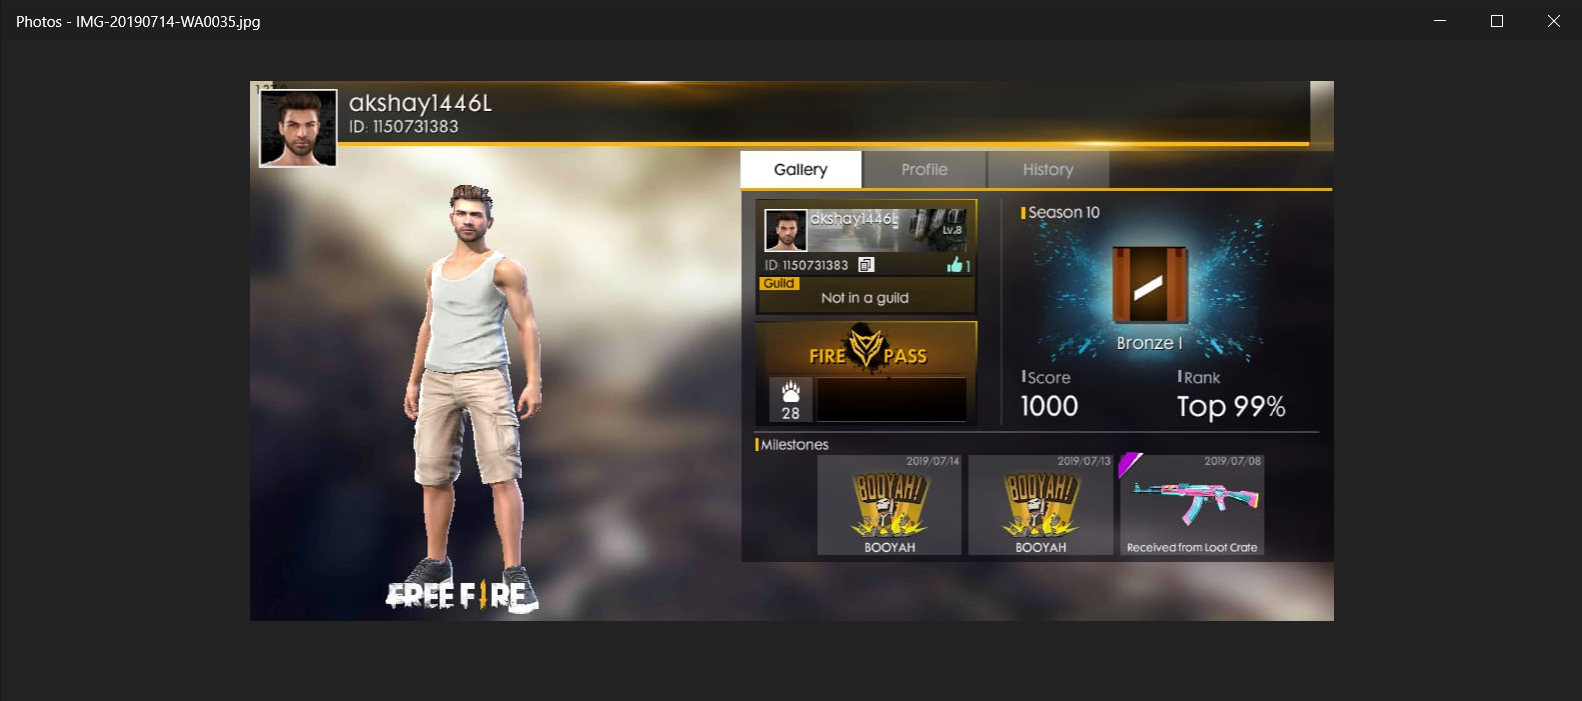 Photos - IMG-20190714-WA0035.jpg
akshay1446L
ID: 1150731383
Gallery
Profile
History
akshay1446L
Lv.8
ID: 1150731383
1
Guild
Not in a guild
FIRE PASS
28
Season 10
Bronze I
Score
Rank
1000
Top 99%
Milestones
2019/07/14
BOOYAH!
BOOYAH
2019/07/13
BOOYAH!
BOOYAH
2019/07/08
Received from Loot Crate
FREE FIRE